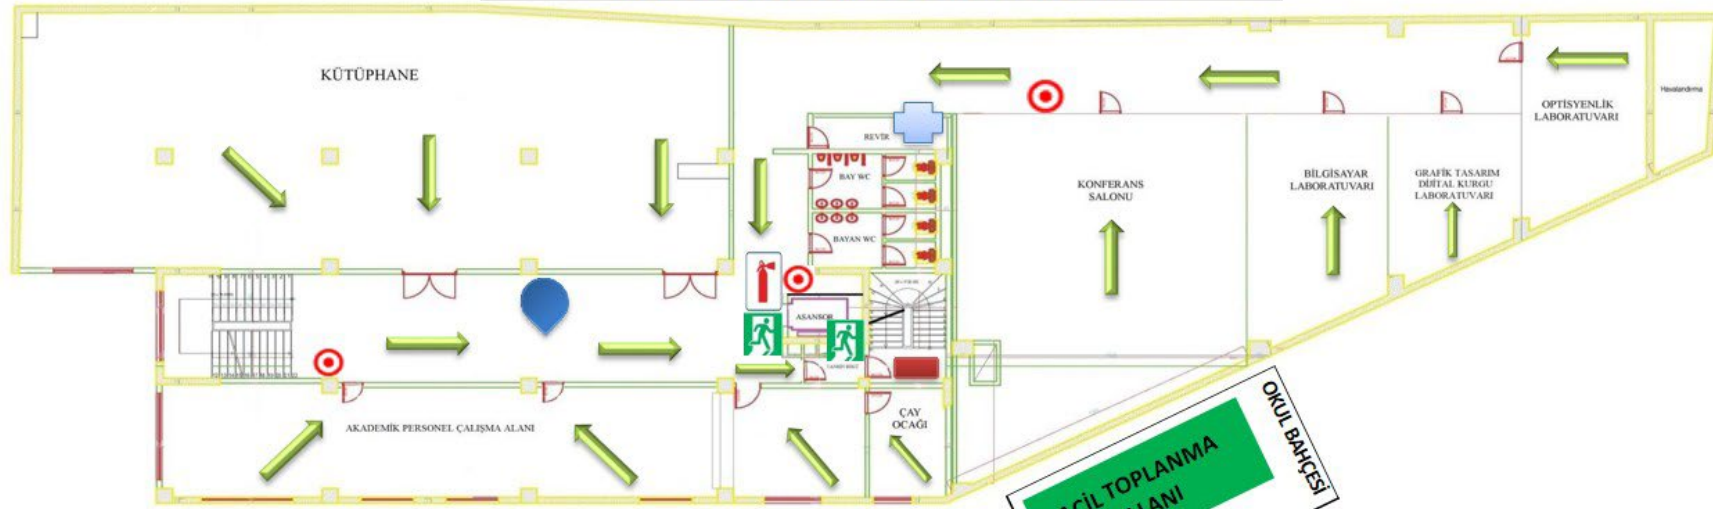 KÜTÜPHANE
OPTİSYENLİK
LABORATUVARI
Havalandırma
REVİR
BAY WC
BAYAN WC
KONFERANS
SALONU
BİLGİSAYAR
LABORATUVARI
GRAFİK TASARIM
DİJİTAL KURGU
LABORATUVARI
ASANSÖR
AKADEMİK PERSONEL ÇALIŞMA ALANI
ÇAY
OCAĞI
ACİL TOPLANMA
ALANI
OKUL BAHÇESİ